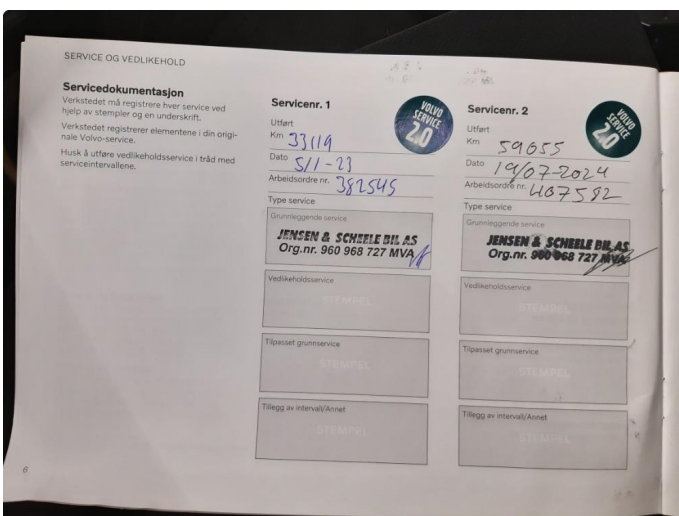 SERVICE OG VEDLIKEHOLD
Servicedokumentasjon
Verkstedet må registrere hver service ved
hjelp av stempler og en underskrift.
Verkstedet registrerer elementene i din origi-
nale Volvo-service.
Husk å utføre vedlikeholdsservice i tråd med
serviceintervallene.
Servicenr. 1
VOLVO
SERVICE
2.0
Utført
Km 33119
Dato 5/1-23
Arbeidsordre nr. 382545
Type service
Grunnleggende service
JENSEN & SCHEELE BIL AS
Org.nr. 960 968 727 MVA
Vedlikeholdsservice
STEMPEL
Tilpasset grunnservice
STEMPEL
Tillegg av intervall/Annet
STEMPEL
Servicenr. 2
VOLVO
SERVICE
2.0
Utført
Km 59055
Dato 19/07-2024
Arbeidsordre nr. 407582
Type service
Grunnleggende service
JENSEN & SCHEELE BIL AS
Org.nr. 960 968 727 MVA
Vedlikeholdsservice
STEMPEL
Tilpasset grunnservice
STEMPEL
Tillegg av intervall/Annet
STEMPEL
6